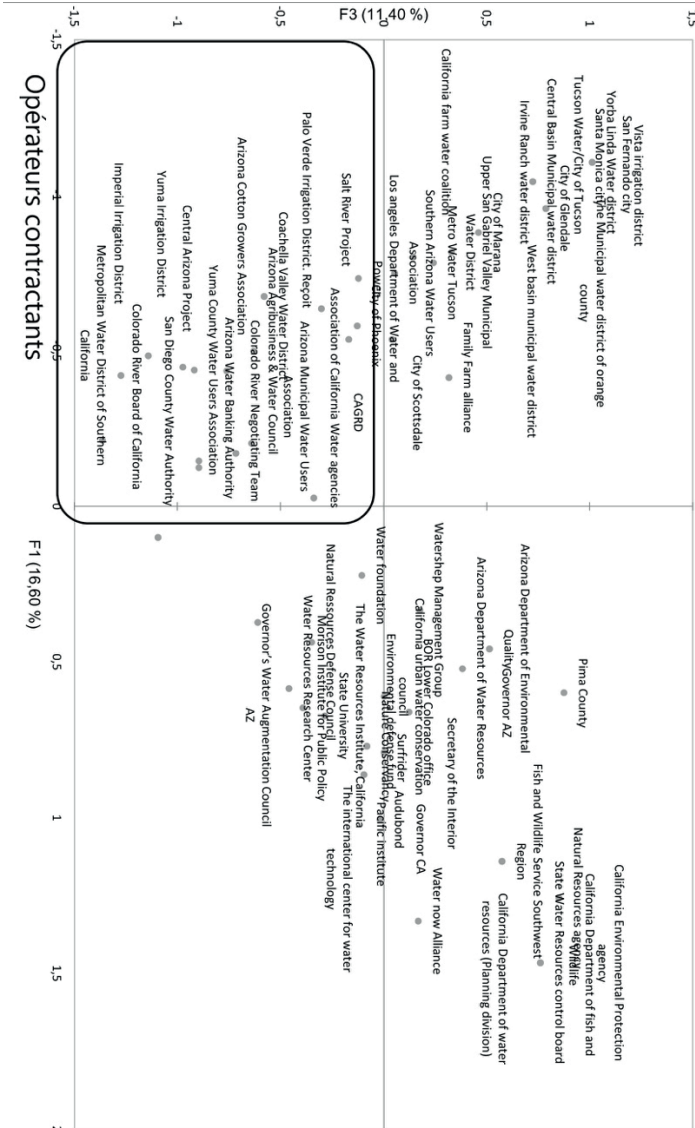 1,5
Vista irrigation district
San Fernando city
Yorba Linda Water district
California Environmental Protection
agency
Santa Monica city
ne Municipal water district of orange
county
1
Tucson Water/City of Tucson
City of Glendale
Pima County
California Department of fish and
Wildlife
Natural Resources agency
Central Basin Municipal water district
State Water Resources control board
Irvine Ranch water district
West basin municipal water district
Fish and Wildlife Service Southwest
Region
Arizona Department of Environmental
Quality
Governor AZ
City of Marana
Upper San Gabriel Valley Municipal
Water District
0,5
Family Farm alliance
Arizona Department of Water Resources
California Department of water
resources (Planning division)
California farm water coalition
Metro Water Tucson
Secretary of the Interior
Southern Arizona Water Users
Association
Watershep Management Group
BOR Lower Colorado office
Water now Alliance
City of Scottsdale
California urban water conservation
council
Governor CA
Los angeles Department of Water and
Power
City of Phoenix
Surfrider
Audubond
Environmental defense fund
Nature Conservancy
Water foundation
Pacific Institute
F3 (11,40 %)
0
Salt River Project
CAGRD
The Water Resources Institute, California
State University
Association of California Water agencies
The international center for water
technology
Natural Ressources Defense Council
Morison Institute for Public Policy
Palo Verde Irrigation District. Reçoit
Arizona Municipal Water Users
Association
Water Resources Research Center
Coachella Valley Water District
Arizona Agribusiness & Water Council
Governor's Water Augmentation Council
AZ
-0,5
Arizona Cotton Growers Association
Colorado River Negotiating Team
Arizona Water Banking Authority
Yuma County Water Users Association
Central Arizona Project
San Diego County Water Authority
-1
Yuma Irrigation District
Colorado River Board of California
Imperial Irrigation District
Metropolitan Water District of Southern
California
-1,5
-1,5
-1
0,5
0
0,5
1
1,5
F1 (16,60 %)
Opérateurs contractants